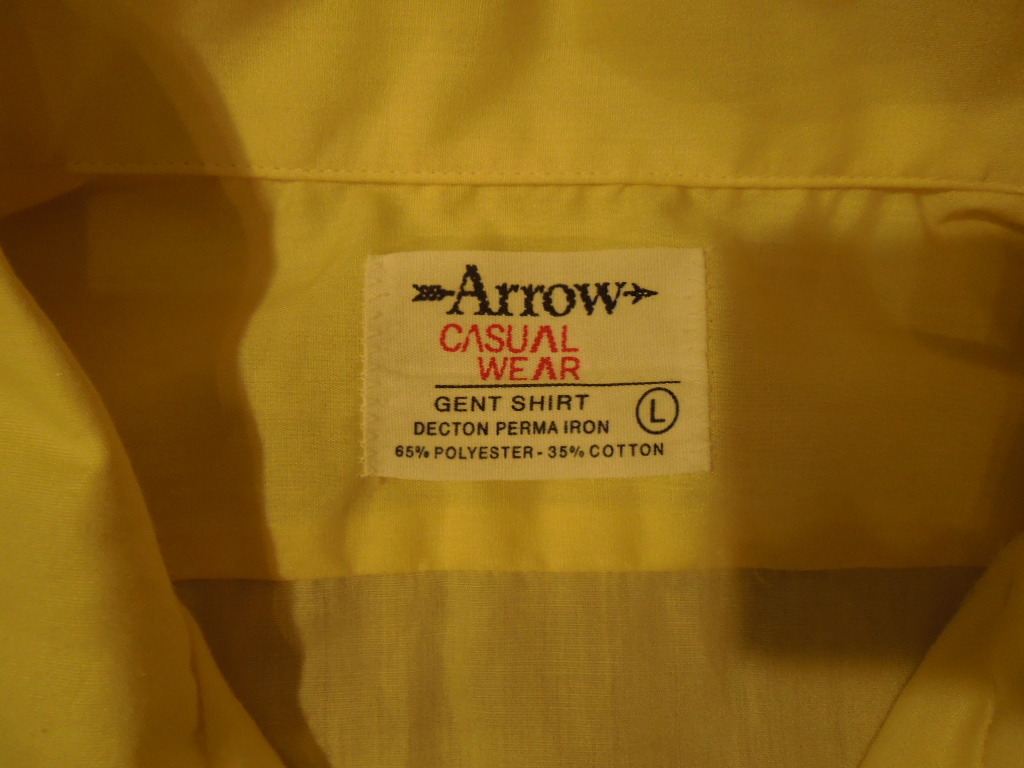 Arrow
CASUAL
WEAR
GENT SHIRT
L
DECTON PERMA IRON
65% POLYESTER - 35% COTTON